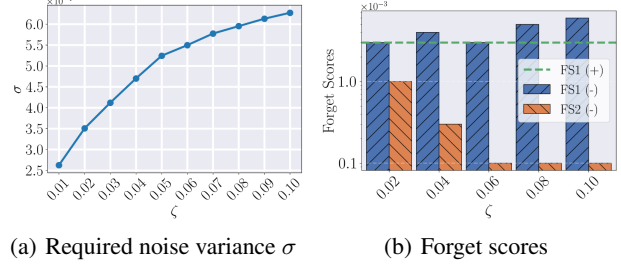 6.0
5.5
5.0
4.5
4.0
3.5
3.0
2.5
σ
0.01
0.02
0.03
0.04
0.05
0.06
0.07
0.08
0.09
0.10
ζ
(a) Required noise variance σ
×10⁻³
Forget Scores
1.0
0.1
FS1 (+)
FS1 (-)
FS2 (-)
0.02
0.04
0.06
0.08
0.10
ζ
(b) Forget scores